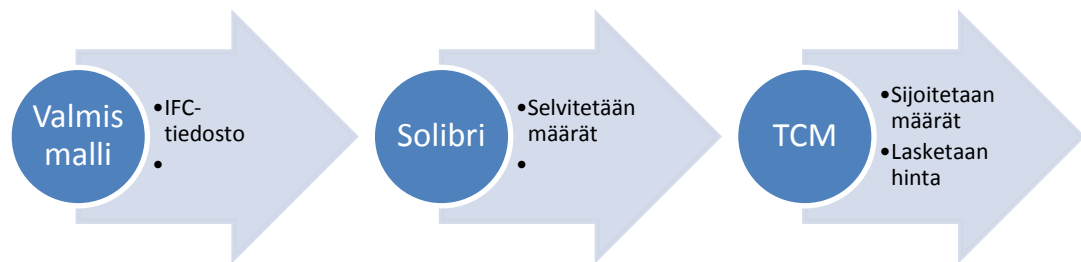 Valmis
malli
•IFC-
tiedosto
•
Solibri
•Selvitetään
määrät
•
TCM
•Sijoitetaan
määrät
•Lasketaan
hinta